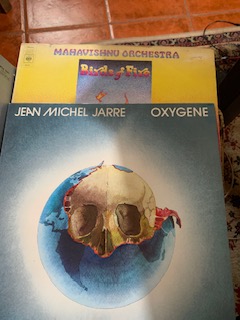 MAHAVISHNU ORCHESTRA
Birds of Fire
JEAN MICHEL JARRE OXYGENE